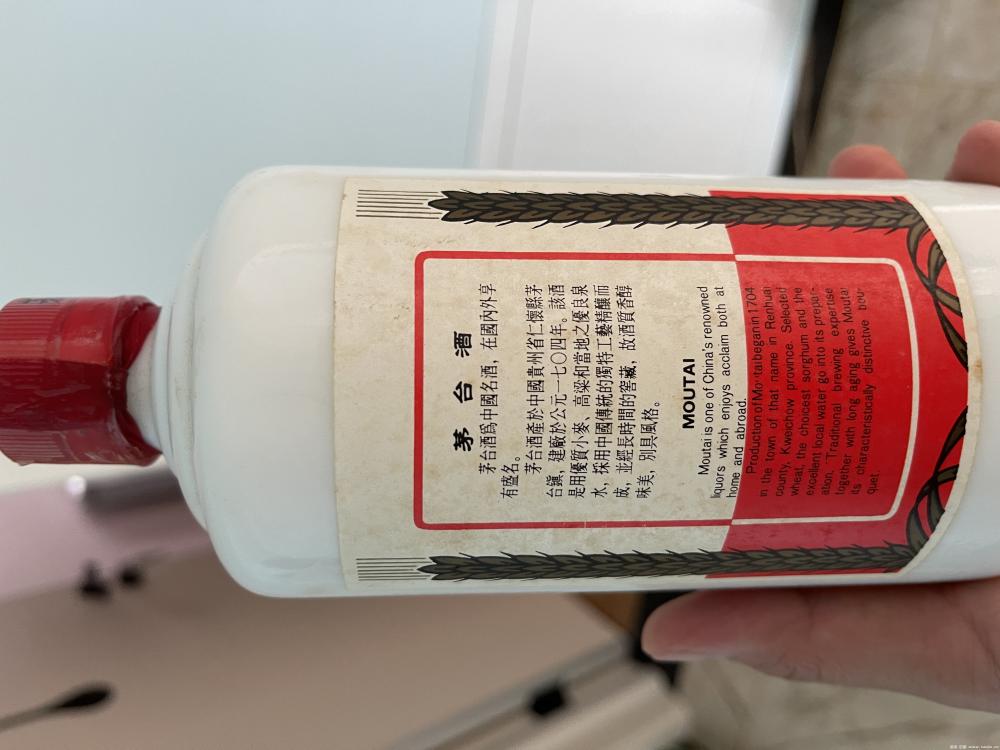 茅台酒
茅台酒爲中國名酒，在國內外享
有盛名。
茅台酒產於中國貴州省仁懷縣茅
台鎮，建廠於公元一七〇四年。該酒
是用優質小麥、高粱和當地之優良泉
水，採用中國傳統的獨特工藝精釀而
成，並經長時間的窖藏，故酒質香醇
味美，別具風格。
MOUTAI
Moutai is one of China's renowned
liquors which enjoys acclaim both at
home and abroad.
Production of Moutai began in 1704
in the town of that name in Renhuai
county, Kweichow province. Selected
wheat, the choicest sorghum and the
excellent local water go into its prepar-
ation. Traditional brewing expertise
together with long aging gives Moutai
its characteristically distinctive bou-
quet.